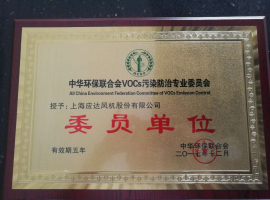 中华环保联合会VOCs污染防治专业委员会
All China Environment Federation Committee of VOCs Emission Control
授予：上海应达风机股份有限公司
委员单位
有效期五年
中华环保联合会
二〇一七年十二月